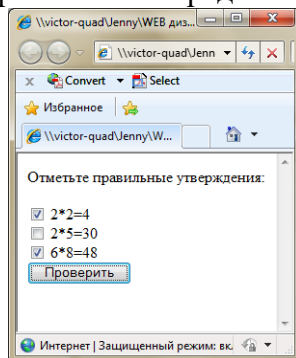 \\victor-quad\Jenny\WEB диз...
\\victor-quad\Jenn
x Convert Select
Избранное
\\victor-quad\Jenny\W...
Отметьте правильные утверждения:
2*2=4
2*5=30
6*8=48
Проверить
Интернет | Защищенный режим: вк